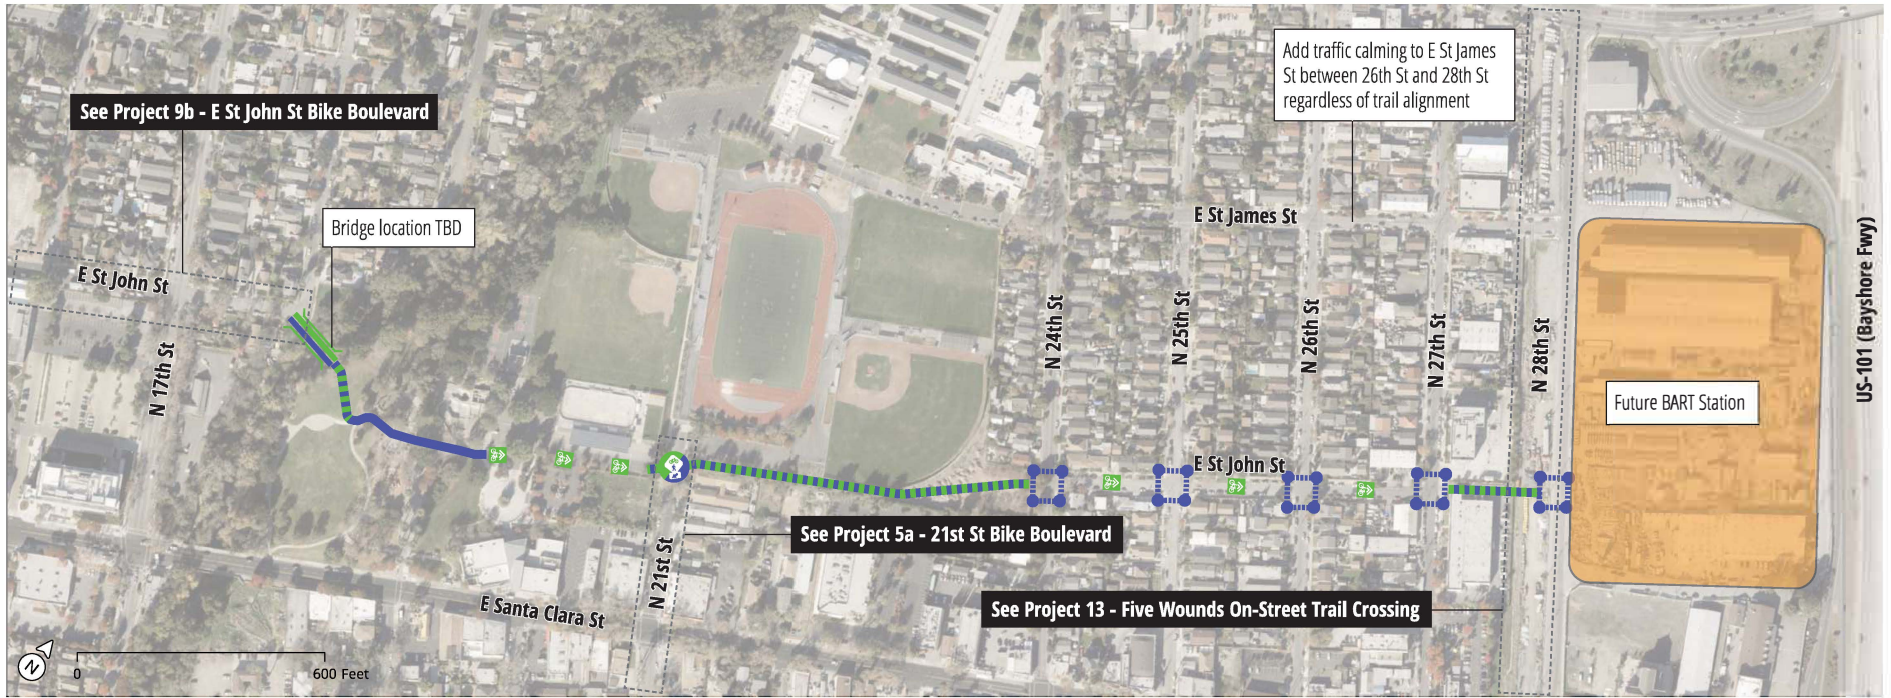 Add traffic calming to E St James
St between 26th St and 28th St
regardless of trail alignment
See Project 9b - E St John St Bike Boulevard
Bridge location TBD
E St James St
E St John St
N 17th St
N 24th St
N 25th St
N 26th St
N 27th St
N 28th St
US-101 (Bayshore Fwy)
Future BART Station
E St John St
See Project 5a - 21st St Bike Boulevard
N 21st St
E Santa Clara St
See Project 13 - Five Wounds On-Street Trail Crossing
N
0
600 Feet